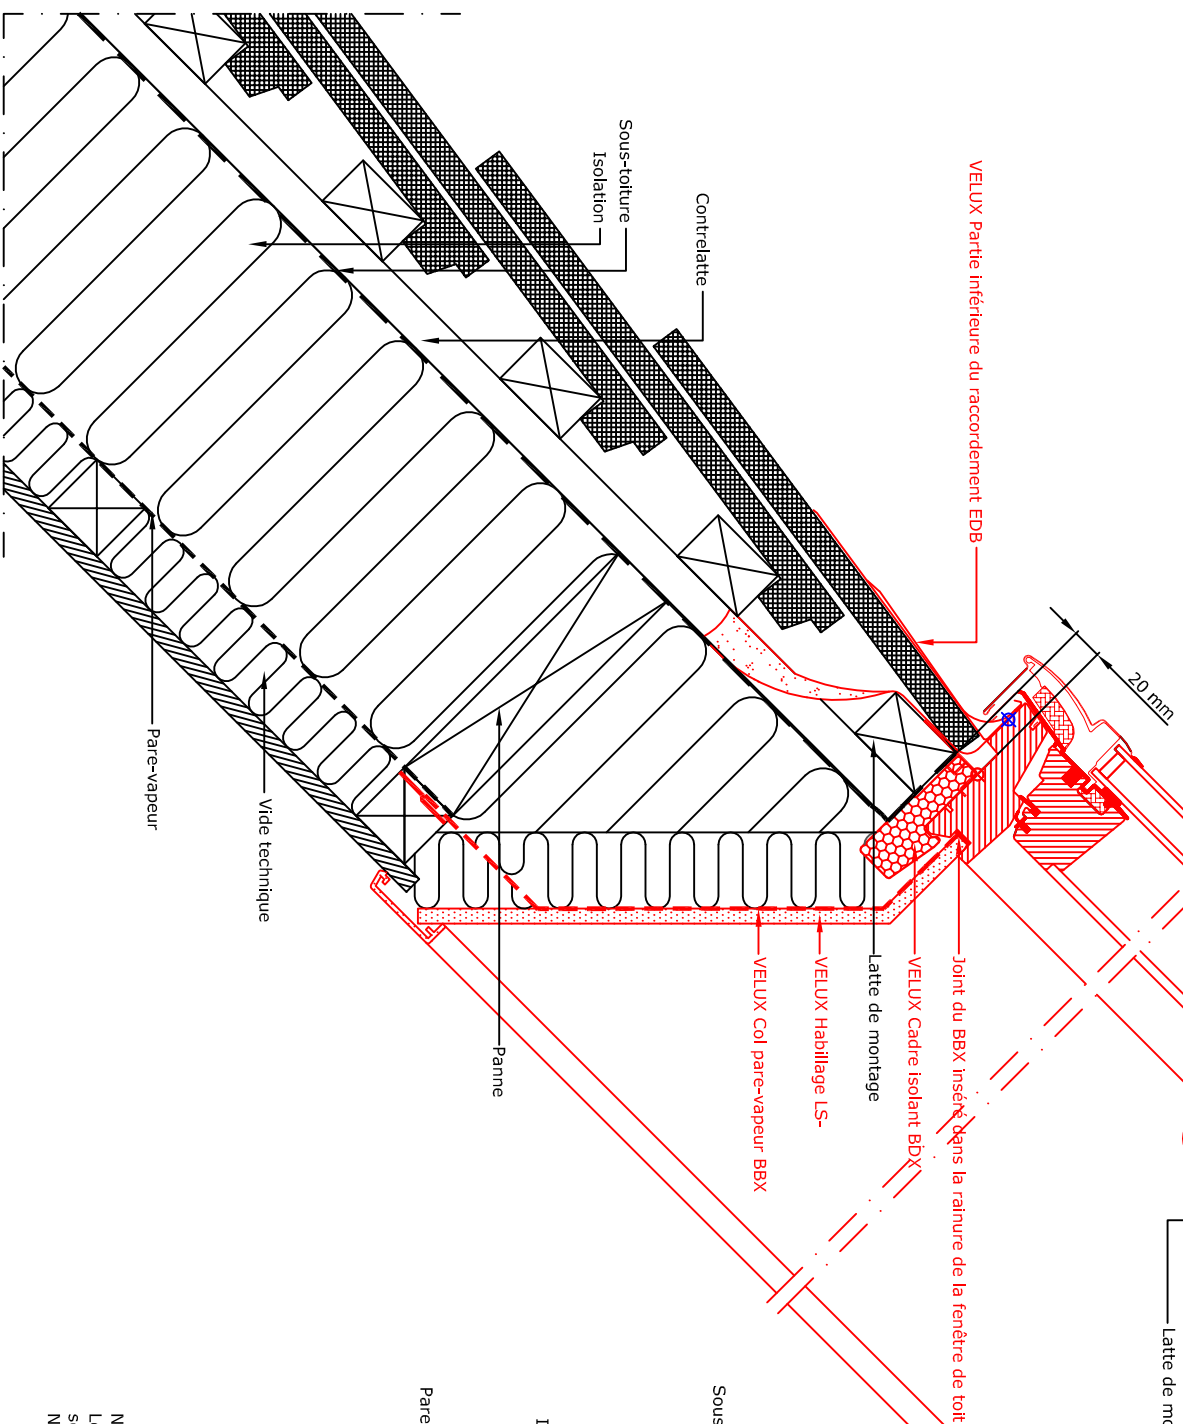 VELUX Partie inférieure du raccordement EDB
20 mm
Contrelatte
Sous-toiture
Isolation
Joint du BBX inséré dans la rainure de la fenêtre de toit
VELUX Cadre isolant BDX
Latte de montage
VELUX Habillage LS-
VELUX Col pare-vapeur BBX
Panne
Vide technique
Pare-vapeur
Latte de mo
Sous
I
Pare
N
L
s
N